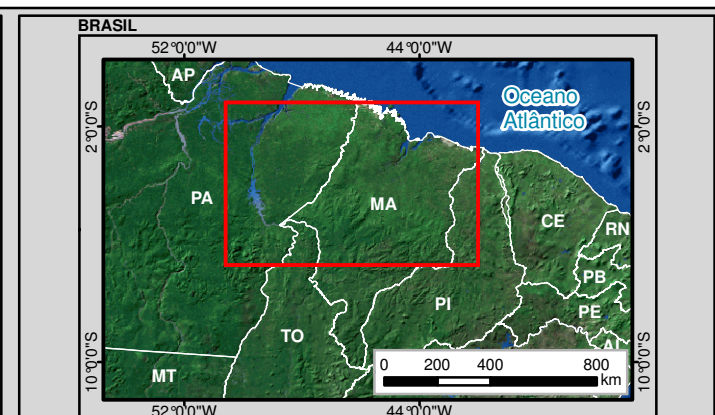 BRASIL
52°0'0"W 44°0'0"W
AP
Oceano
Atlântico
2°0'0"S 2°0'0"S
PA
MA
CE
RN
PB
PI
PE
TO
AL
MT
0 200 400 800
km
10°0'0"S 10°0'0"S
52°0'0"W 44°0'0"W